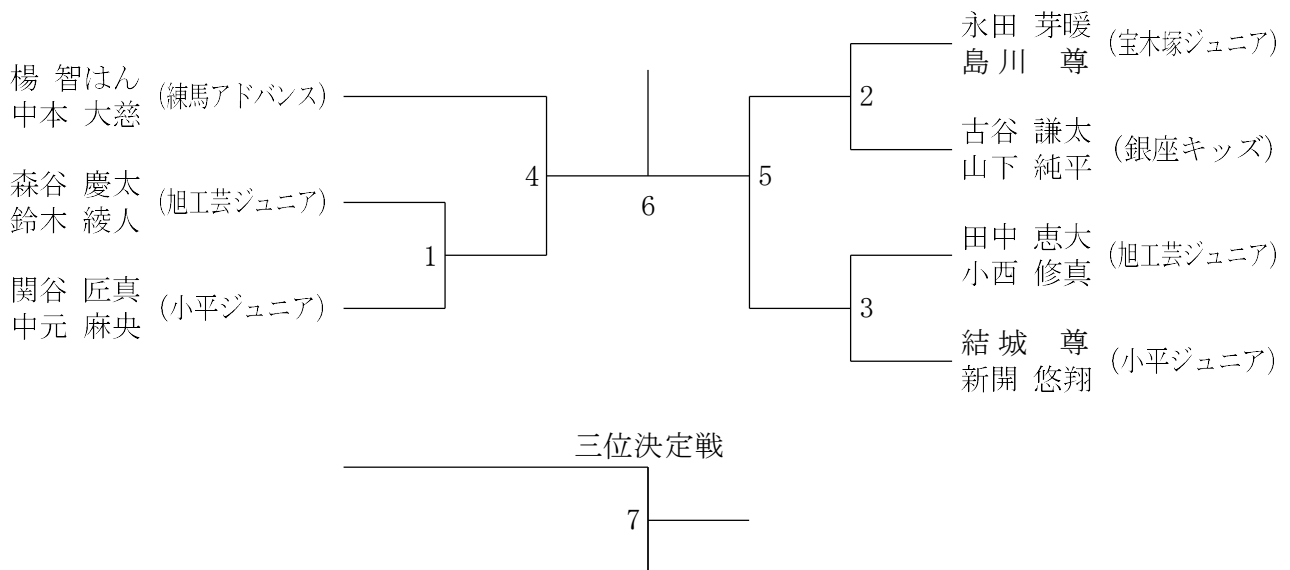 楊 智はん
中本 大慈
(練馬アドバンス)
森谷 慶太
鈴木 綾人
(旭工芸ジュニア)
関谷 匠真
中元 麻央
(小平ジュニア)
1
4
6
5
2
3
永田 芽暖
島川 尊
(宝木塚ジュニア)
古谷 謙太
山下 純平
(銀座キッズ)
田中 恵大
小西 修真
(旭工芸ジュニア)
結城 尊
新開 悠翔
(小平ジュニア)
三位決定戦
7